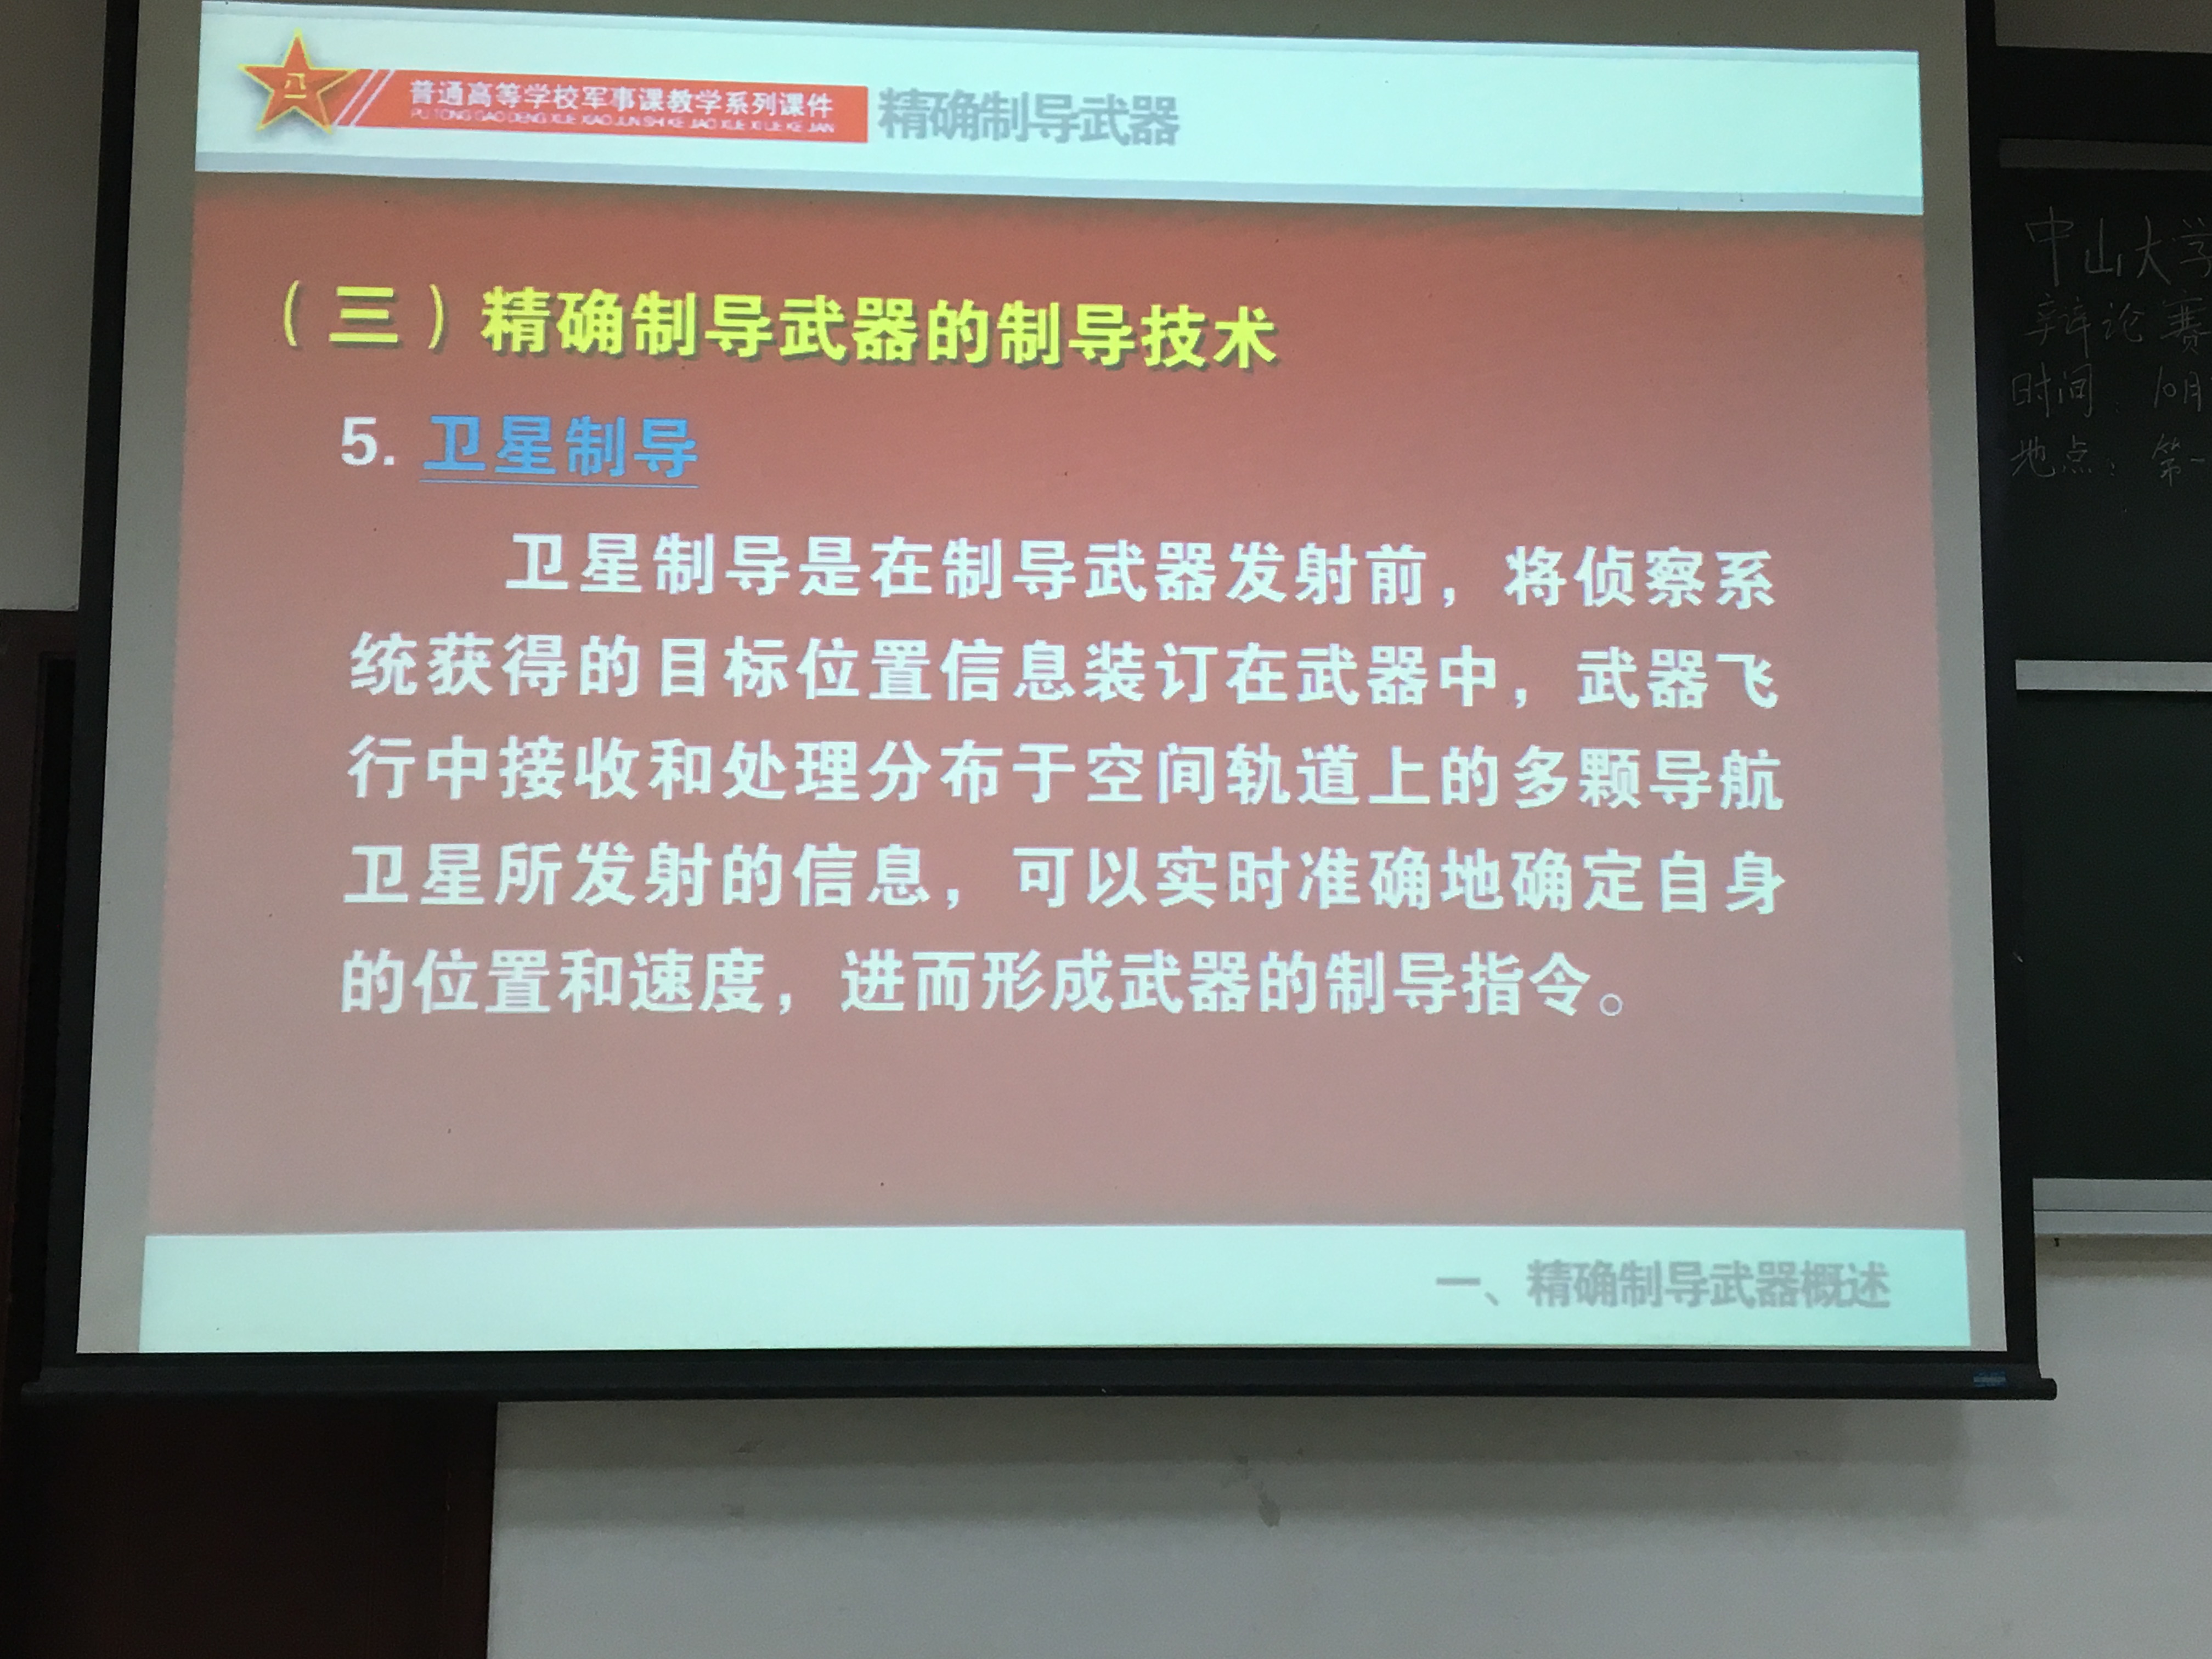 八一
普通高等学校军事课教学系列课件
PU TONG GAO DENG XUE XIAO JUN SHI KE JIAO XUE XI LIE KE JIAN
精确制导武器
（三）精确制导武器的制导技术
5. 卫星制导
卫星制导是在制导武器发射前，将侦察系
统获得的目标位置信息装订在武器中，武器飞
行中接收和处理分布于空间轨道上的多颗导航
卫星所发射的信息，可以实时准确地确定自身
的位置和速度，进而形成武器的制导指令。
一、精确制导武器概述
中山大学
辩论赛
时间：10月
地点：第一